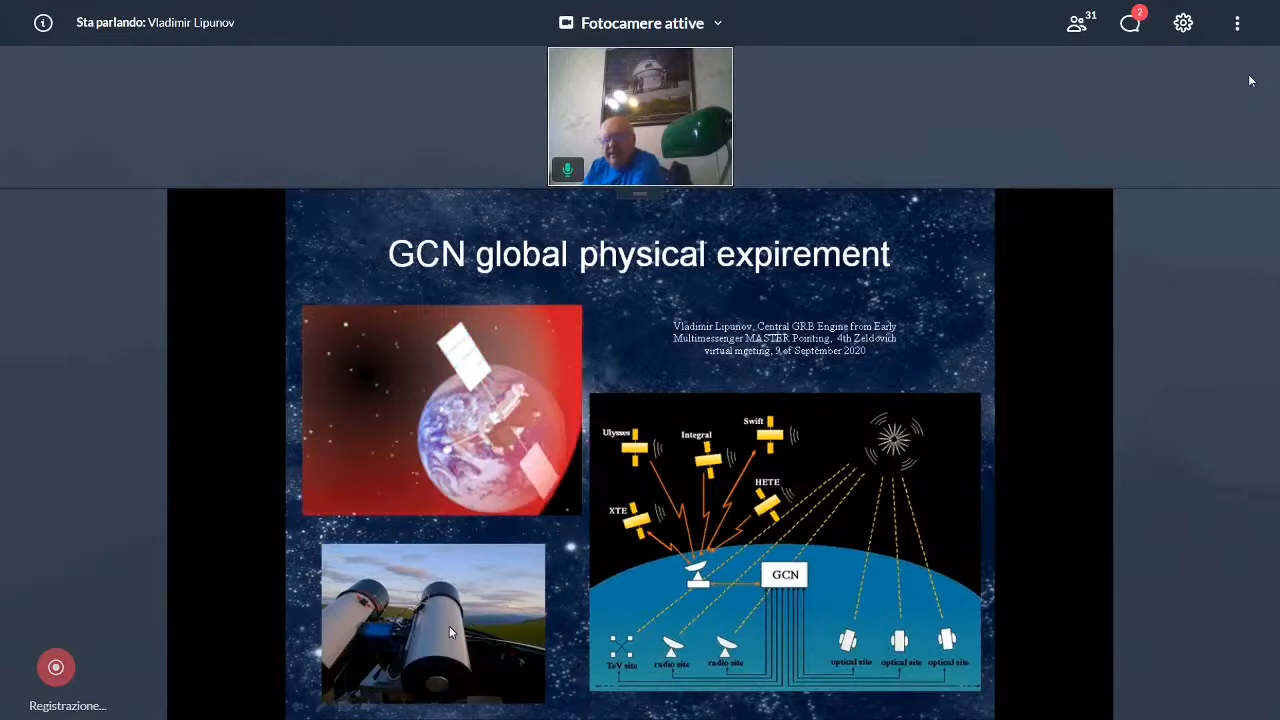 Sta parlando: Vladimir Lipunov
Fotocamere attive
31
2
GCN global physical expirement
Vladimir Lipunov, Central GRB Engine from Early
Multimessenger MASTER Pointing, 4th Zeldovich
virtual meeting, 9 of September 2020
Ulysses
Integral
Swift
HETE
XTE
GCN
TeV site
radio site
radio site
optical site
optical site
optical site
Registrazione...